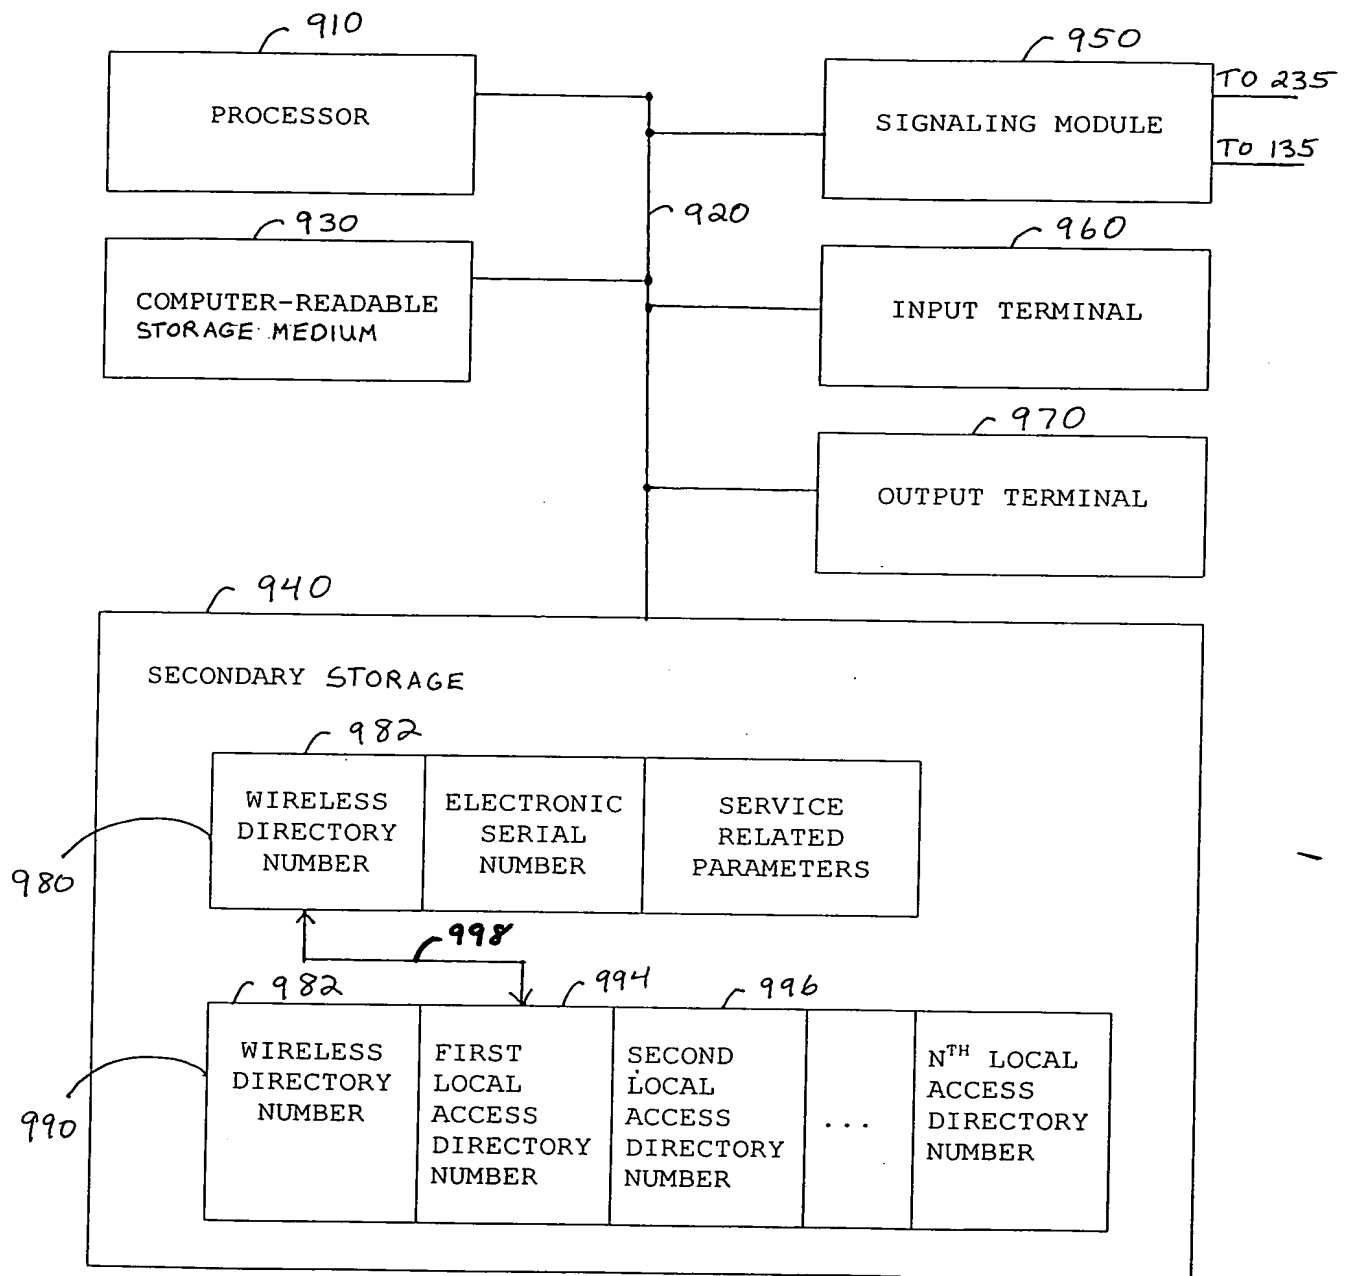 910
PROCESSOR
950
SIGNALING MODULE
TO 235
TO 135
920
930
COMPUTER-READABLE
STORAGE MEDIUM
960
INPUT TERMINAL
970
OUTPUT TERMINAL
940
SECONDARY STORAGE
982
980
WIRELESS
DIRECTORY
NUMBER
ELECTRONIC
SERIAL
NUMBER
SERVICE
RELATED
PARAMETERS
998
982
994
996
990
WIRELESS
DIRECTORY
NUMBER
FIRST
LOCAL
ACCESS
DIRECTORY
NUMBER
SECOND
LOCAL
ACCESS
DIRECTORY
NUMBER
...
NTH LOCAL
ACCESS
DIRECTORY
NUMBER